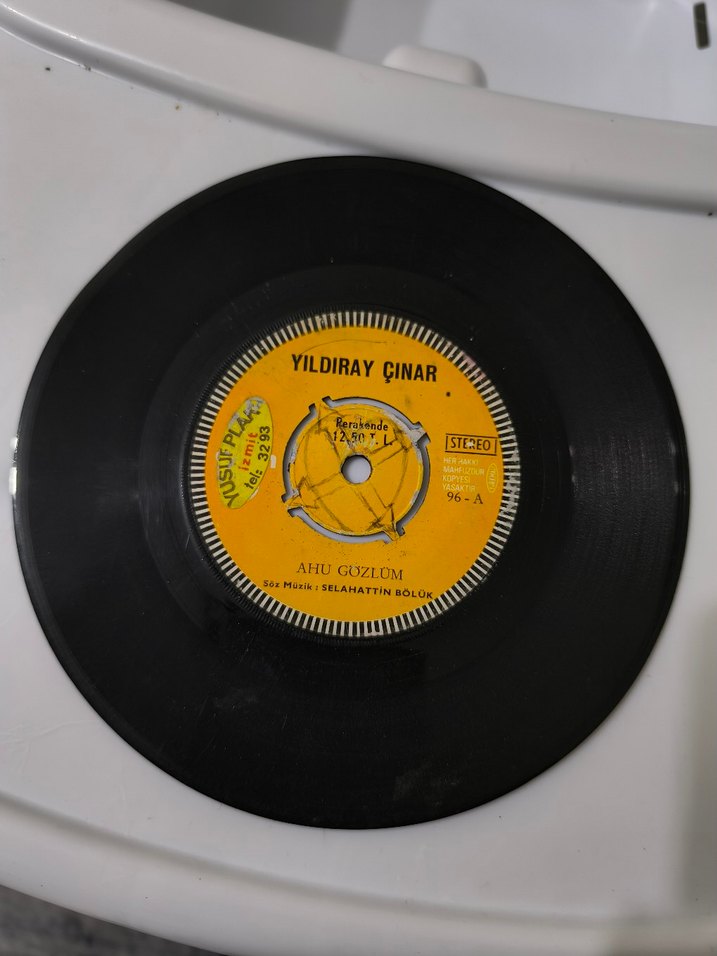 YILDIRAY ÇINAR
Perakende
12,50 T. L.
YUSUF PLAK
izmit
tel: 3293
STEREO
HER HAKKI
MAHFUZDUR
KOPYESİ
YASAKTIR
96 - A
AHU GÖZLÜM
Söz Müzik : SELAHATTİN BÖLÜK